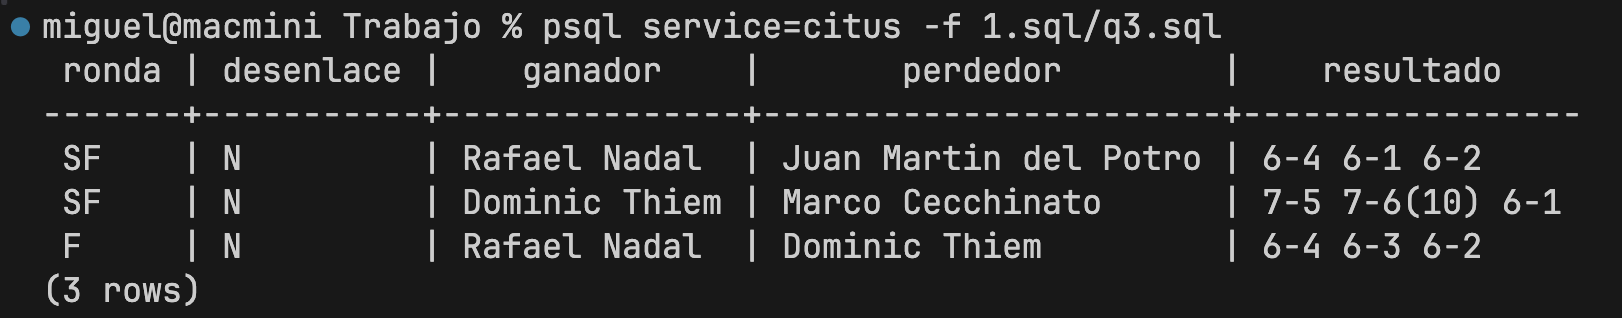 miguel@macmini Trabajo % psql service=citus -f 1.sql/q3.sql
 ronda | desenlace |    ganador    |       perdedor        |    resultado
-------+-----------+---------------+-----------------------+-----------------
 SF    | N         | Rafael Nadal  | Juan Martin del Potro | 6-4 6-1 6-2
 SF    | N         | Dominic Thiem | Marco Cecchinato      | 7-5 7-6(10) 6-1
 F     | N         | Rafael Nadal  | Dominic Thiem         | 6-4 6-3 6-2
(3 rows)